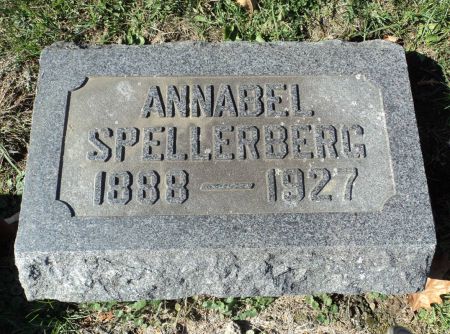 ANNABEL
SPELLERBERG
1888 — 1927